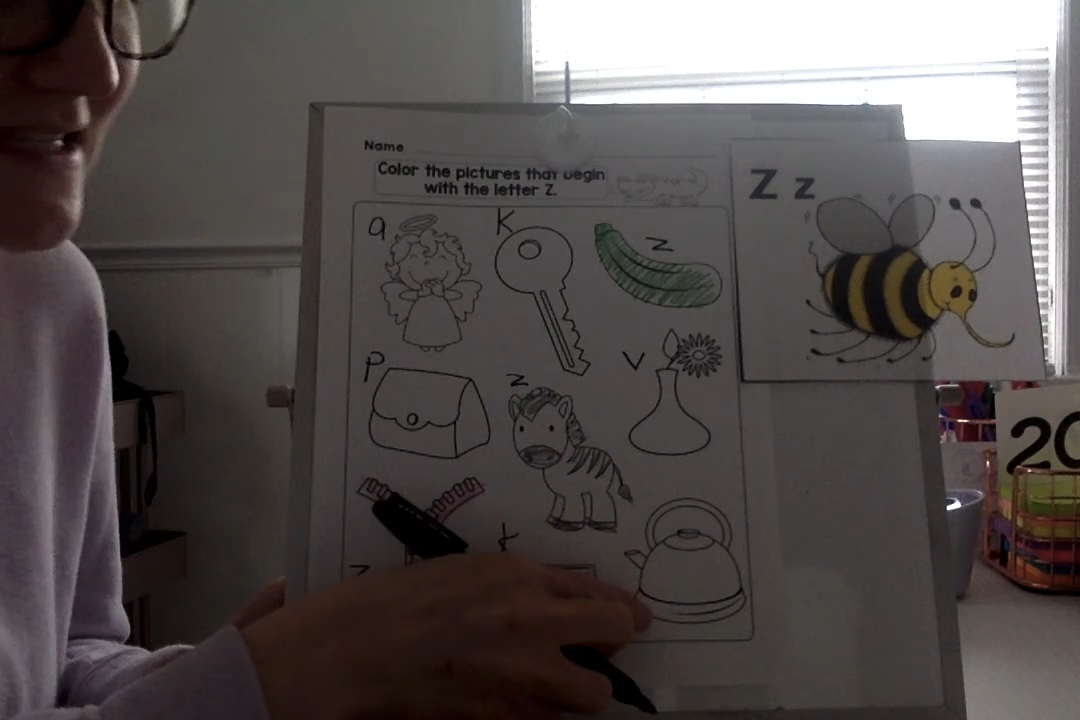 Name
Color the pictures that begin
with the letter Z.
Z z
a
K
z
p
z
v
z
t
20